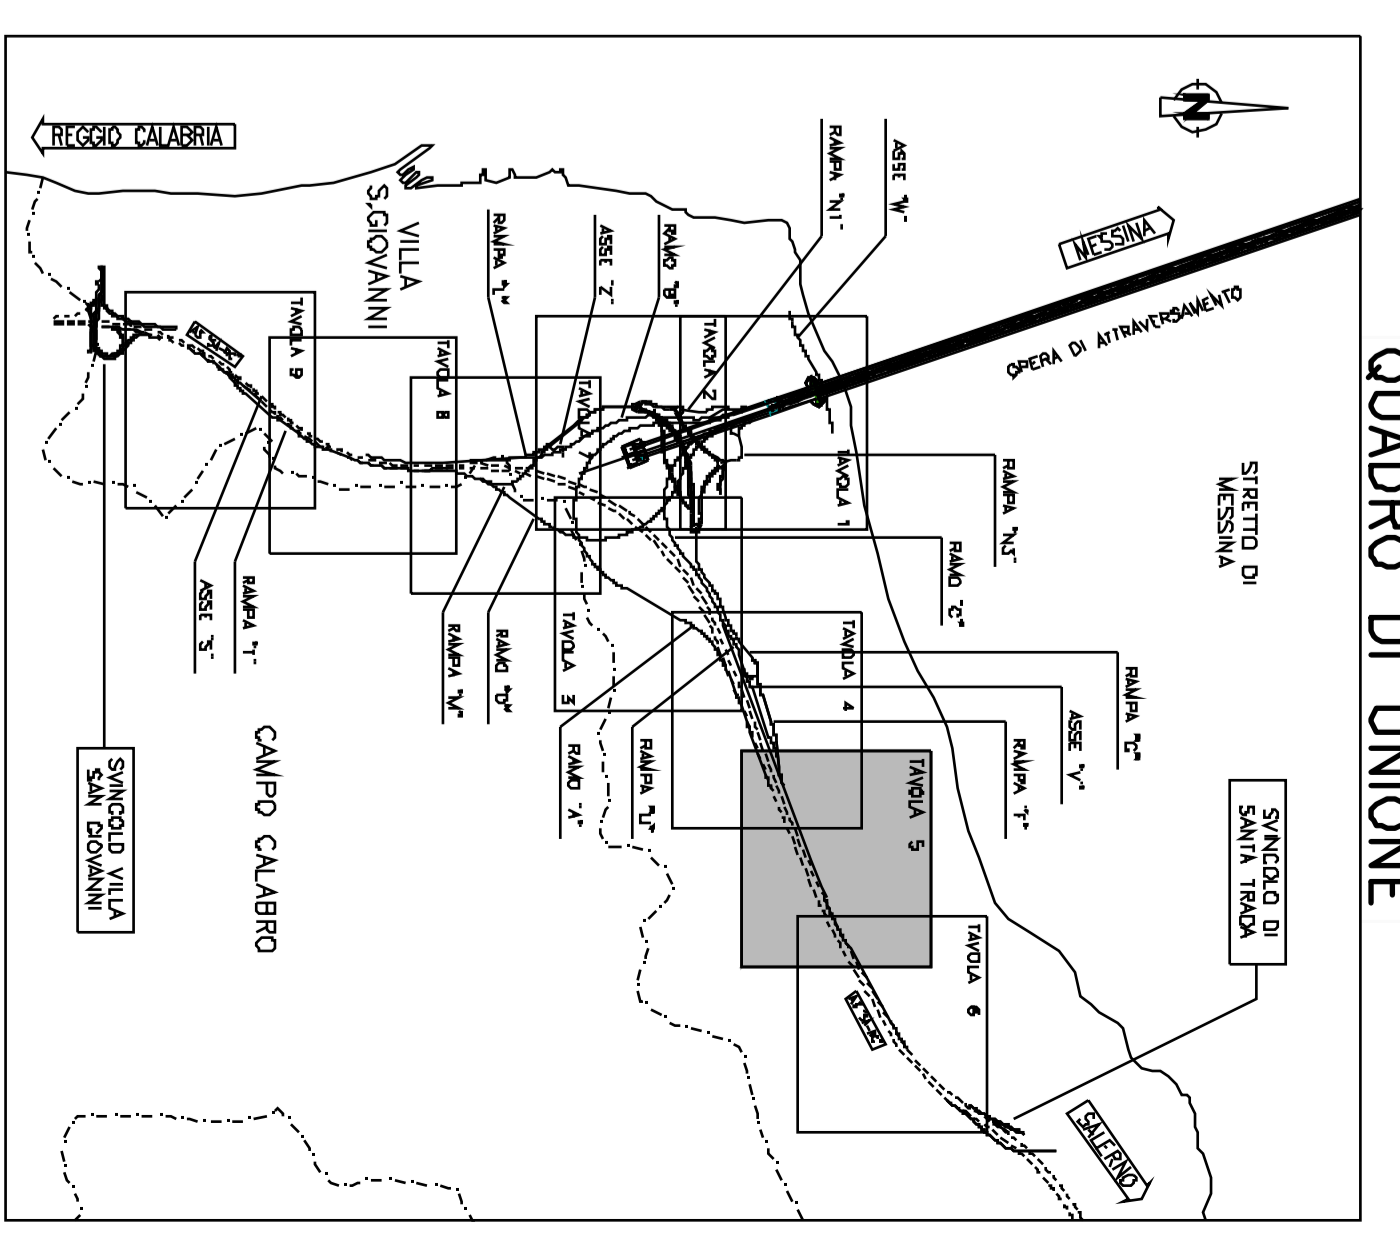 QUADRO DI UNIONE
REGGIO CALABRIA
N
MESSINA
OPERA DI ATTRAVERSAMENTO
STRETTO DI
MESSINA
VILLA
S.GIOVANNI
CAMPO CALABRO
SALERNO
SVINCOLO DI
SANTA TRADA
SVINCOLO VILLA
SAN GIOVANNI
ASSE "W"
RAMPA "N1"
RAMO "B"
ASSE "Z"
RAMPA "L"
RAMPA "N3"
RAMO "C"
RAMPA "G"
ASSE "V"
RAMPA "F"
RAMPA "U"
RAMO "A"
RAMO "D"
RAMPA "M"
RAMPA "T"
ASSE "S"
TAVOLA 1
TAVOLA 2
TAVOLA 3
TAVOLA 4
TAVOLA 5
TAVOLA 6
TAVOLA 7
TAVOLA 8
TAVOLA 9